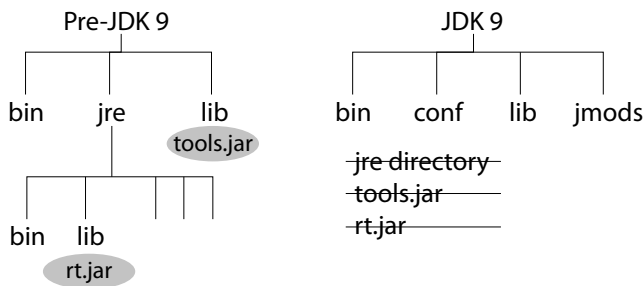 Pre-JDK 9
bin jre lib
tools.jar
bin lib
rt.jar
JDK 9
bin conf lib jmods
jre directory
tools.jar
rt.jar